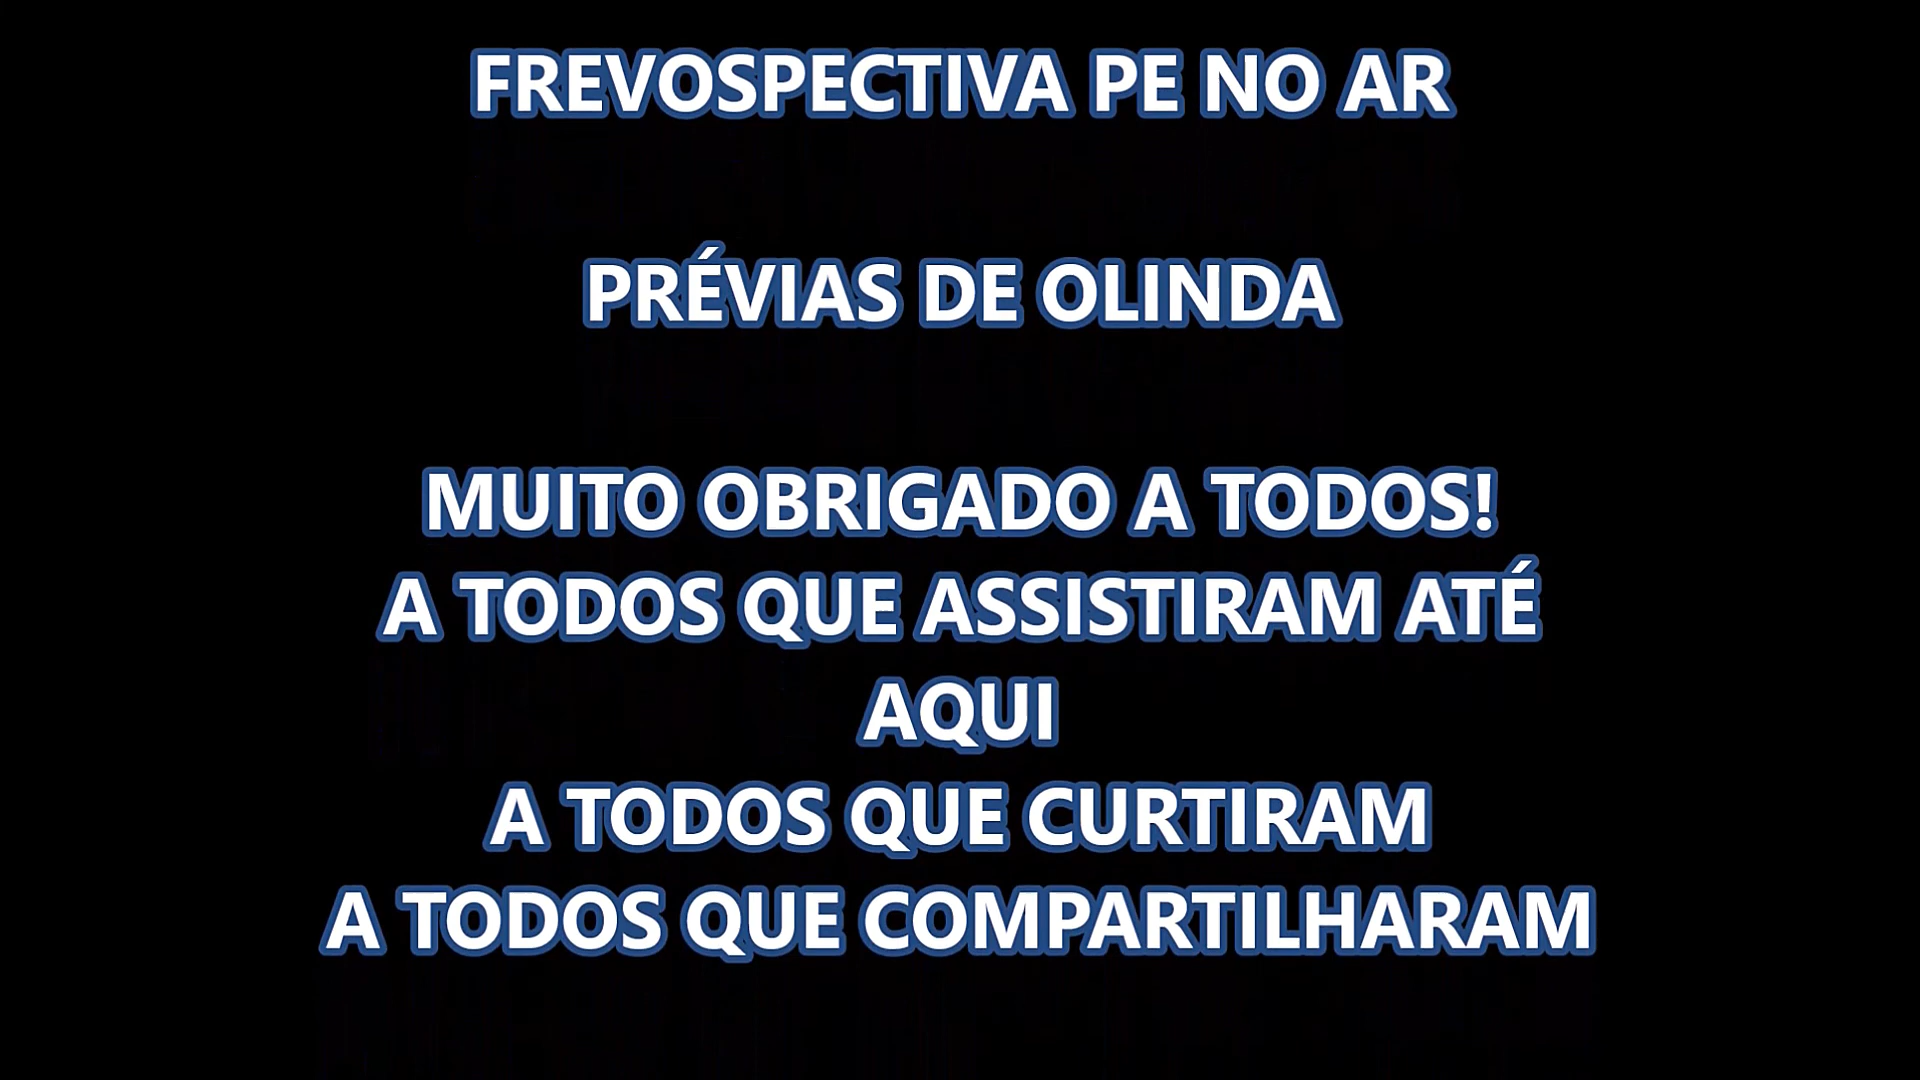 FREVOSPECTIVA PE NO AR
PRÉVIAS DE OLINDA
MUITO OBRIGADO A TODOS!
A TODOS QUE ASSISTIRAM ATÉ
AQUI
A TODOS QUE CURTIRAM
A TODOS QUE COMPARTILHARAM